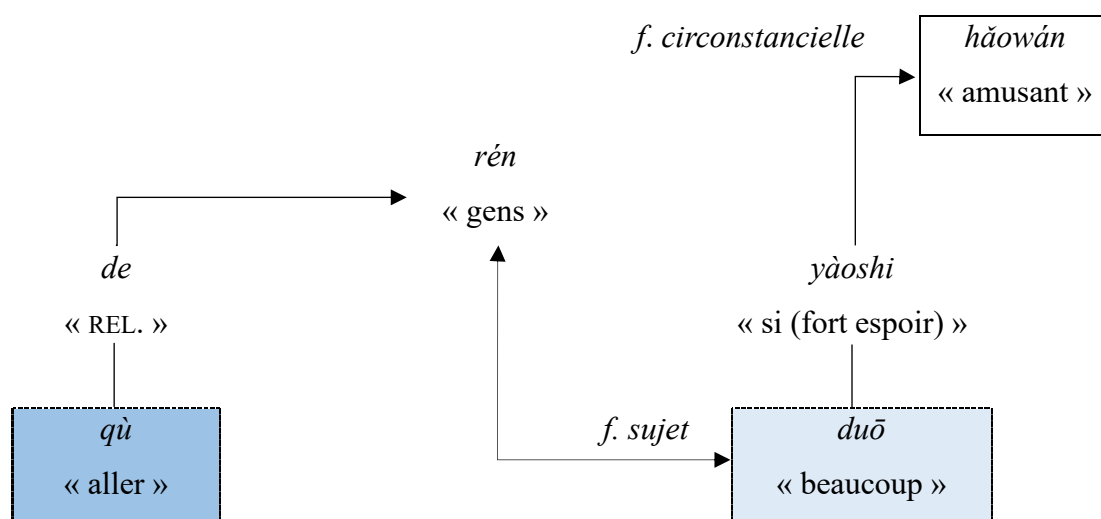 f. circonstancielle
hǎowán
« amusant »
rén
« gens »
de
« REL. »
yàoshi
« si (fort espoir) »
qù
« aller »
f. sujet
duō
« beaucoup »